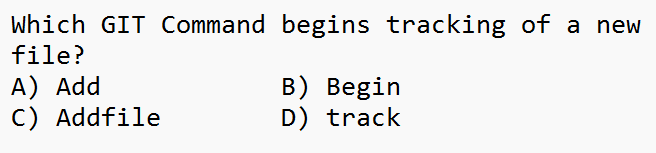 Which GIT Command begins tracking of a new
file?
A) Add B) Begin
C) Addfile D) track